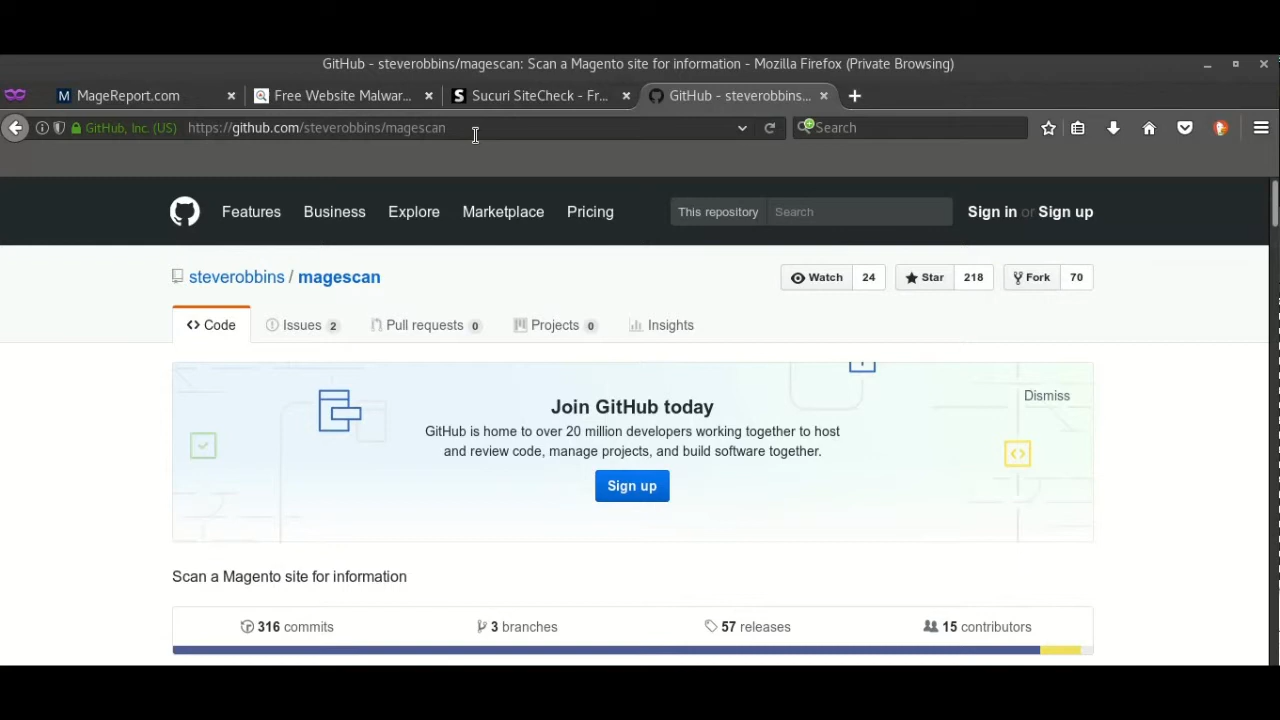 GitHub - steverobbins/magescan: Scan a Magento site for information - Mozilla Firefox (Private Browsing)
M MageReport.com
Free Website Malwar...
S Sucuri SiteCheck - Fr...
GitHub - steverobbins...
GitHub, Inc. (US) https://github.com/steverobbins/magescan
Search
Features Business Explore Marketplace Pricing
This repository Search
Sign in or Sign up
steverobbins / magescan
Watch 24 Star 218 Fork 70
Code Issues 2 Pull requests 0 Projects 0 Insights
Dismiss
Join GitHub today
GitHub is home to over 20 million developers working together to host
and review code, manage projects, and build software together.
Sign up
Scan a Magento site for information
316 commits 3 branches 57 releases 15 contributors